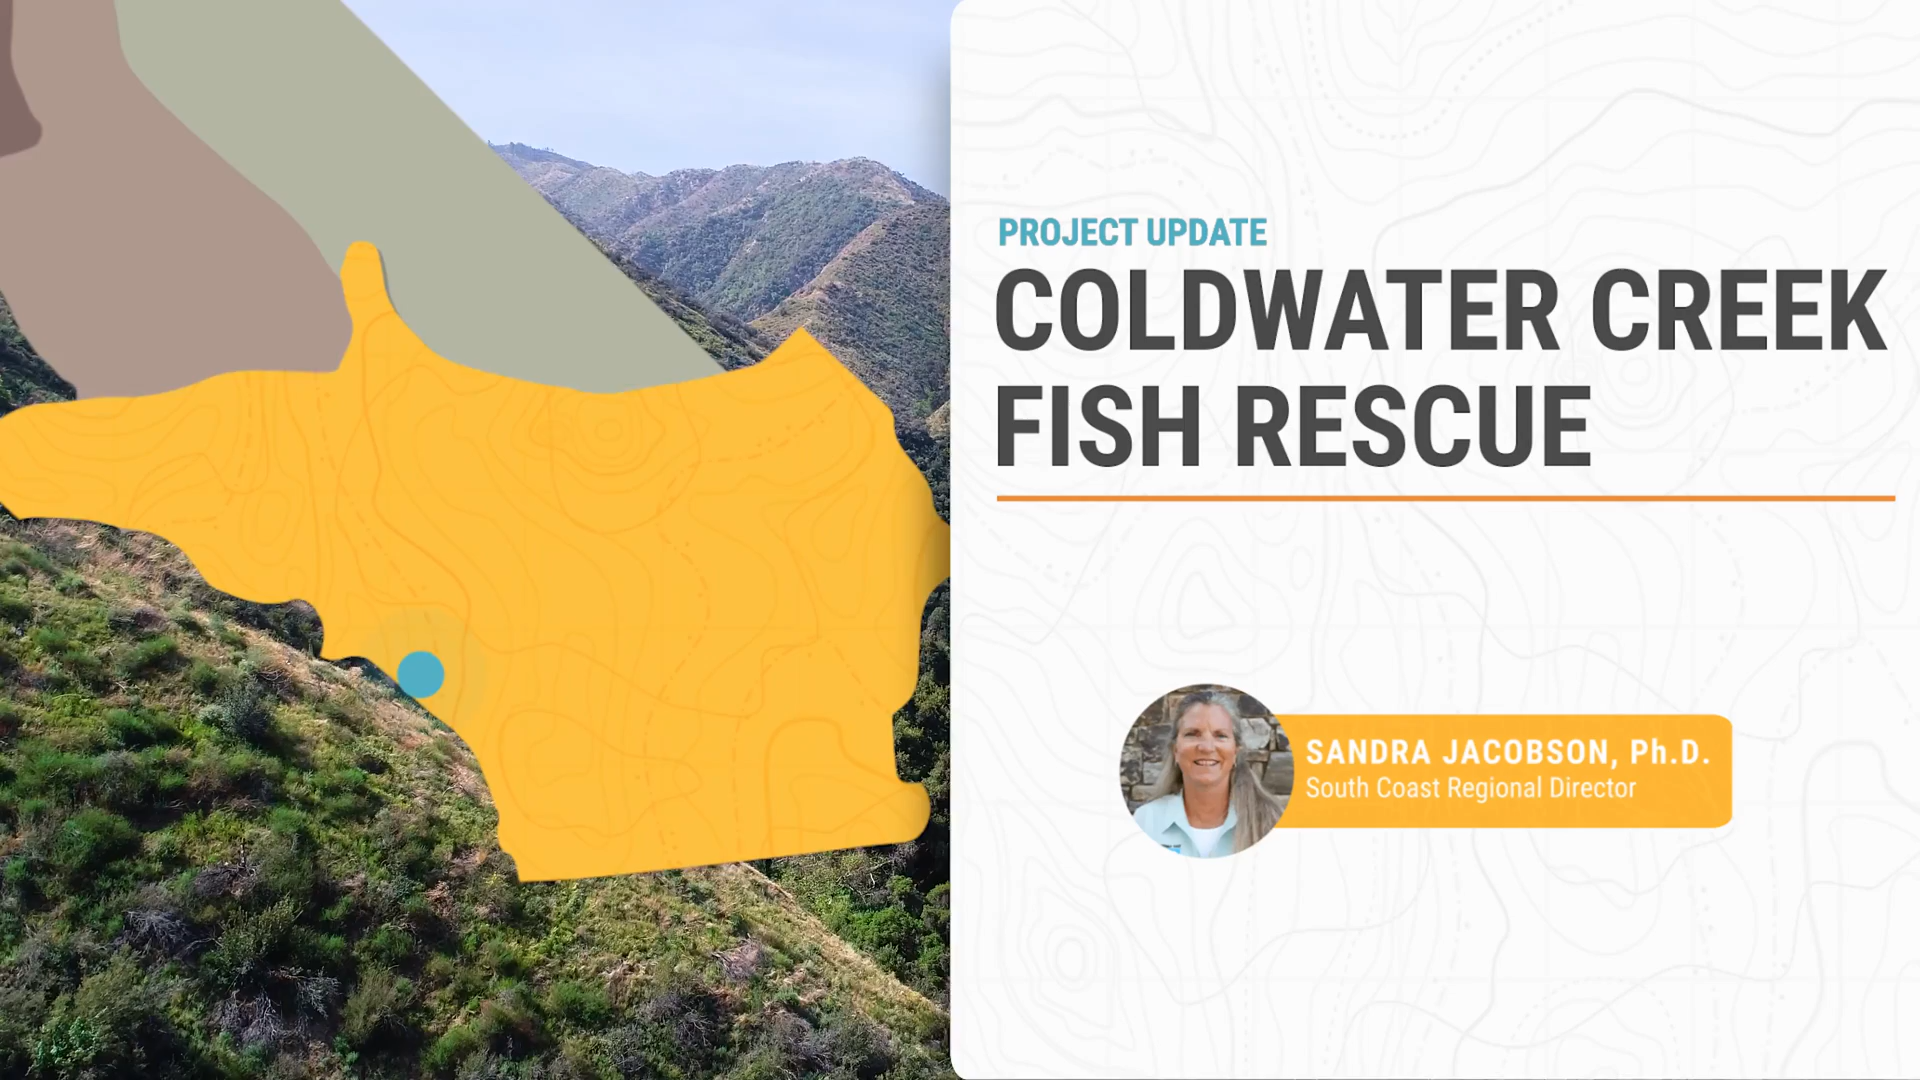 PROJECT UPDATE
COLDWATER CREEK
FISH RESCUE
SANDRA JACOBSON, Ph.D.
South Coast Regional Director